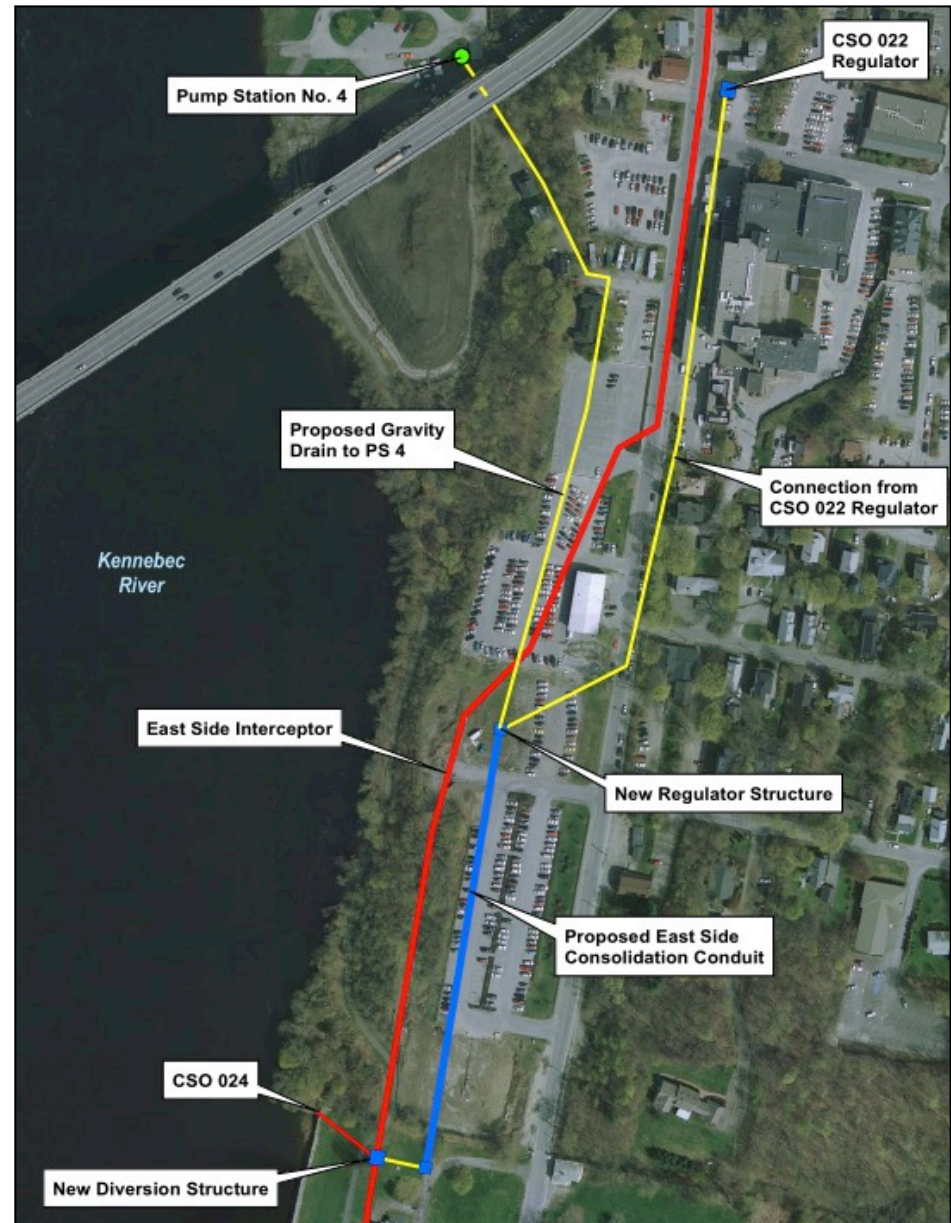 CSO 022
Regulator
Pump Station No. 4
Proposed Gravity
Drain to PS 4
Connection from
CSO 022 Regulator
Kennebec
River
East Side Interceptor
New Regulator Structure
Proposed East Side
Consolidation Conduit
CSO 024
New Diversion Structure